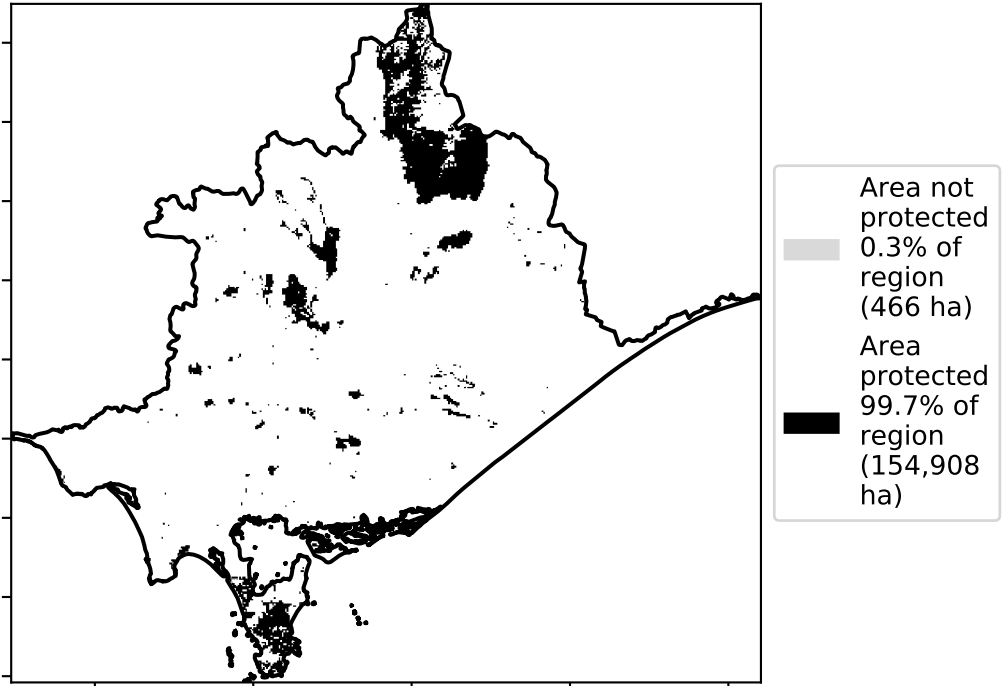 Area not
protected
0.3% of
region
(466 ha)
Area
protected
99.7% of
region
(154,908
ha)